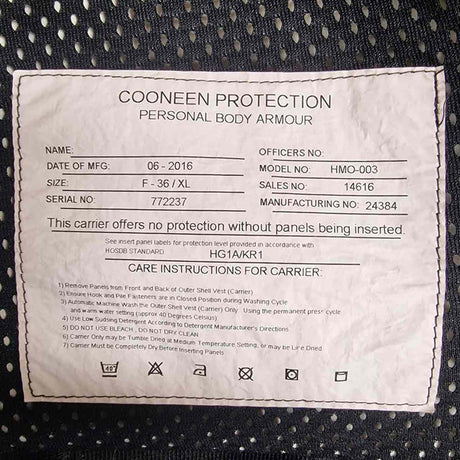 COONEEN PROTECTION
PERSONAL BODY ARMOUR
NAME: OFFICERS NO:
DATE OF MFG: 06 - 2016 MODEL NO: HMO-003
SIZE: F - 36 / XL SALES NO: 14616
SERIAL NO: 772237 MANUFACTURING NO: 24384
This carrier offers no protection without panels being inserted.
See insert panel labels for protection level provided in accordance with
HOSDB STANDARD HG1A/KR1
CARE INSTRUCTIONS FOR CARRIER:
1) Remove Panels from Front and Back of Outer Shell Vest (Carrier)
2) Ensure Hook and Pile Fasteners are in Closed Position during Washing Cycle
3) Automatic Machine Wash the Outer Shell Vest (Carrier) Only Using the permanent press cycle
and warm water setting (approx 40 Degrees Celsius)
4) Use Low Sudsing Detergent According to Detergent Manufacturer's Directions
5) DO NOT USE BLEACH , DO NOT DRY CLEAN
6) Carrier Only may be Tumble Dried at Medium Temperature Setting, or may be Line Dried
7) Carrier Must be Completely Dry Before Inserting Panels
40°